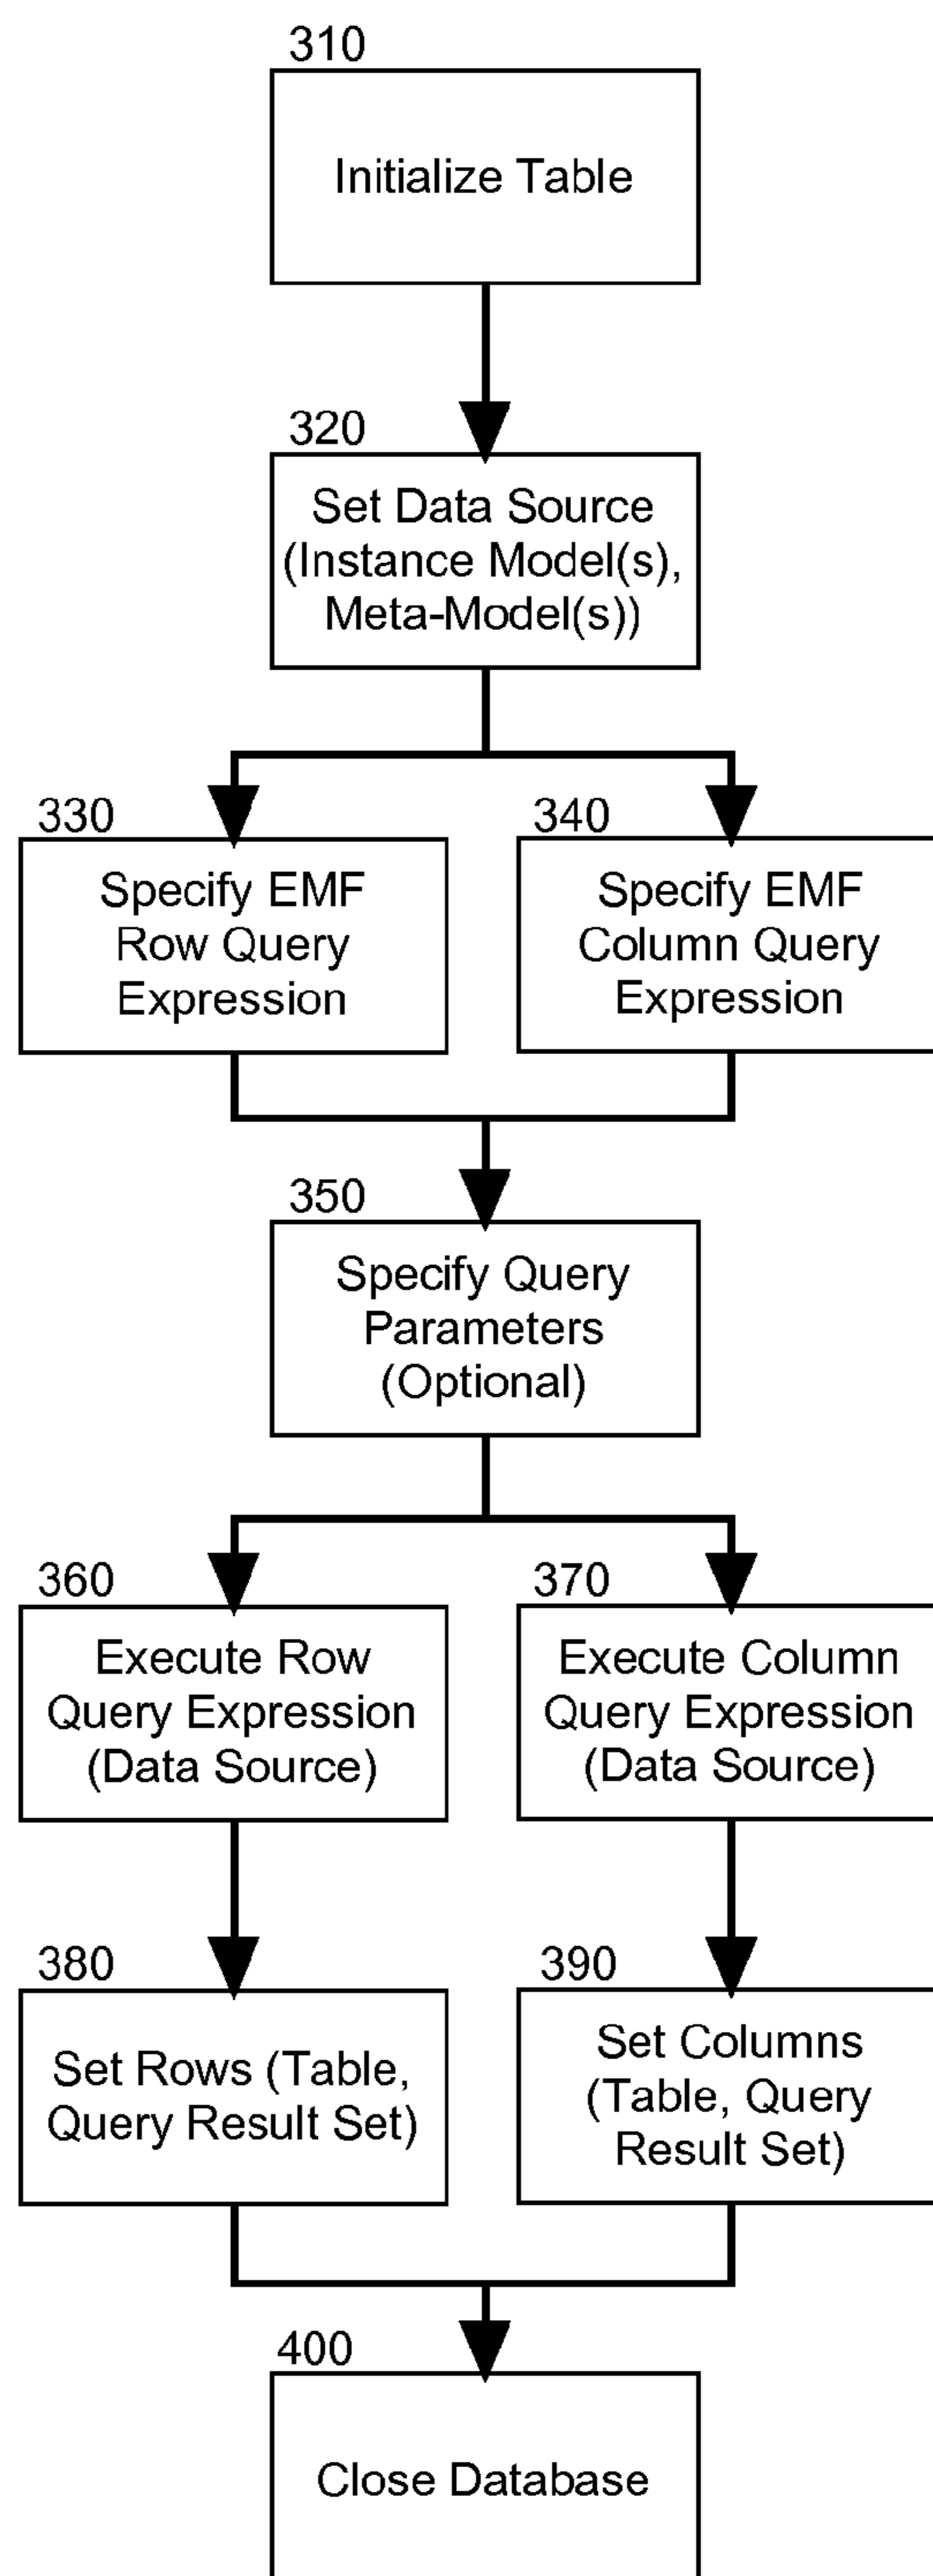 310
Initialize Table
320
Set Data Source
(Instance Model(s),
Meta-Model(s))
330
Specify EMF
Row Query
Expression
340
Specify EMF
Column Query
Expression
350
Specify Query
Parameters
(Optional)
360
Execute Row
Query Expression
(Data Source)
370
Execute Column
Query Expression
(Data Source)
380
Set Rows (Table,
Query Result Set)
390
Set Columns
(Table, Query
Result Set)
400
Close Database